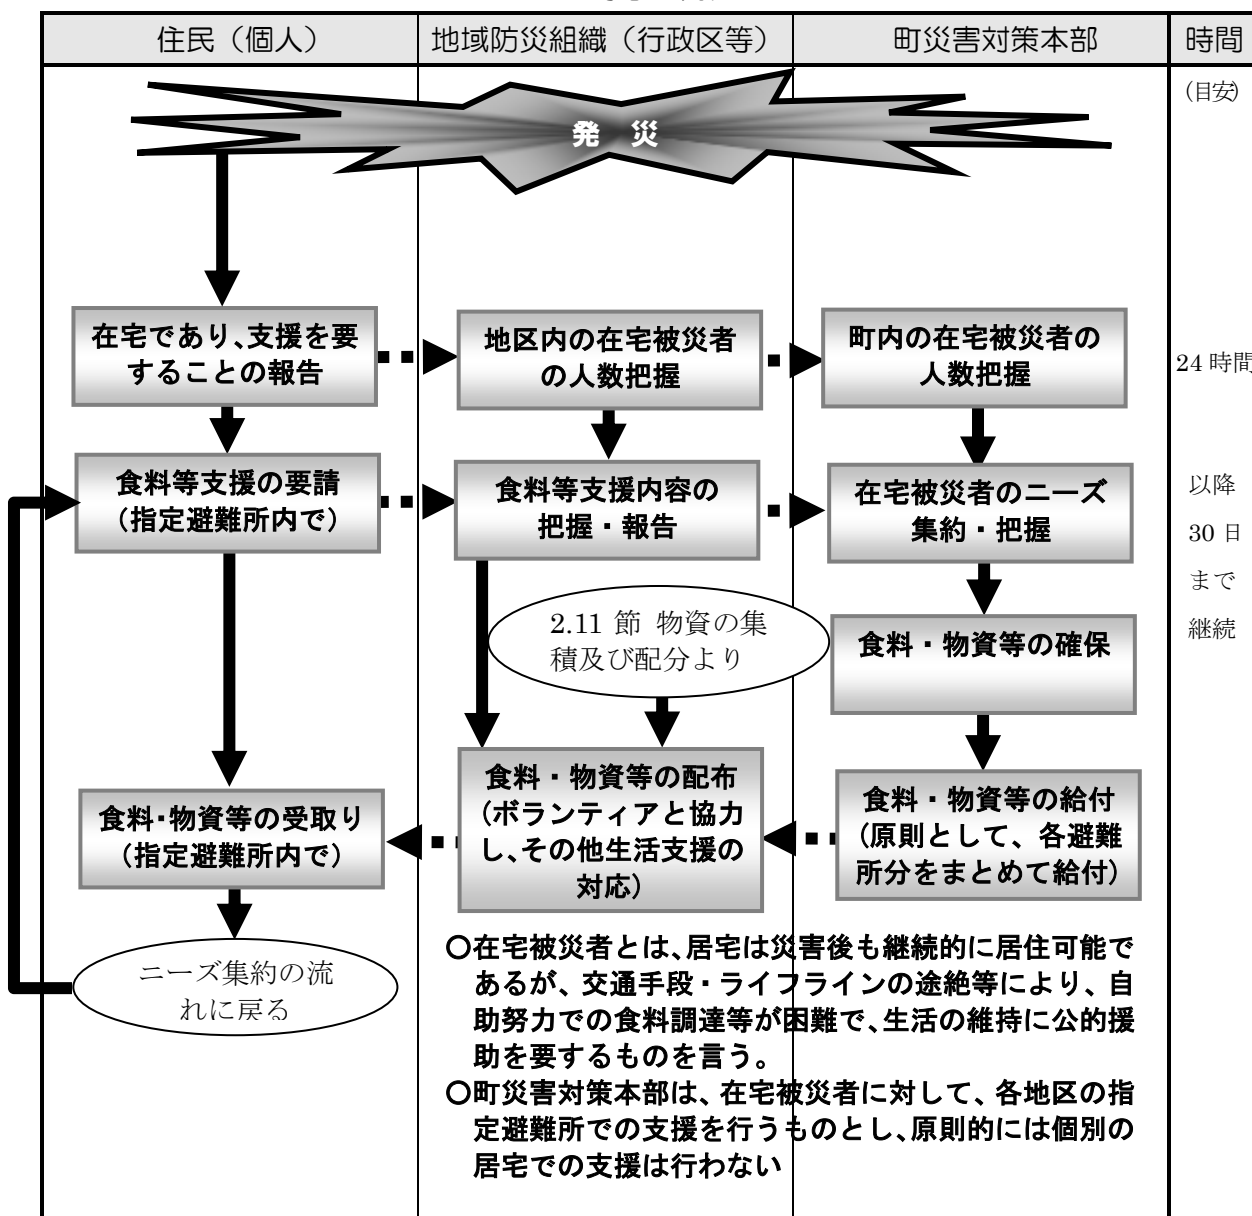 住民（個人）
地域防災組織（行政区等）
町災害対策本部
時間
（目安）
発 災
在宅であり、支援を要
することの報告
地区内の在宅被災者
の人数把握
町内の在宅被災者の
人数把握
24 時間
食料等支援の要請
（指定避難所内で）
食料等支援内容の
把握・報告
在宅被災者のニーズ
集約・把握
以降
30 日
まで
継続
2.11 節 物資の集
積及び配分より
食料・物資等の確保
食料・物資等の受取り
（指定避難所内で）
食料・物資等の配布
（ボランティアと協力
し、その他生活支援の
対応）
食料・物資等の給付
（原則として、各避難
所分をまとめて給付）
ニーズ集約の流
れに戻る
○在宅被災者とは、居宅は災害後も継続的に居住可能で
あるが、交通手段・ライフラインの途絶等により、自
助努力での食料調達等が困難で、生活の維持に公的援
助を要するものを言う。
○町災害対策本部は、在宅被災者に対して、各地区の指
定避難所での支援を行うものとし、原則的には個別の
居宅での支援は行わない